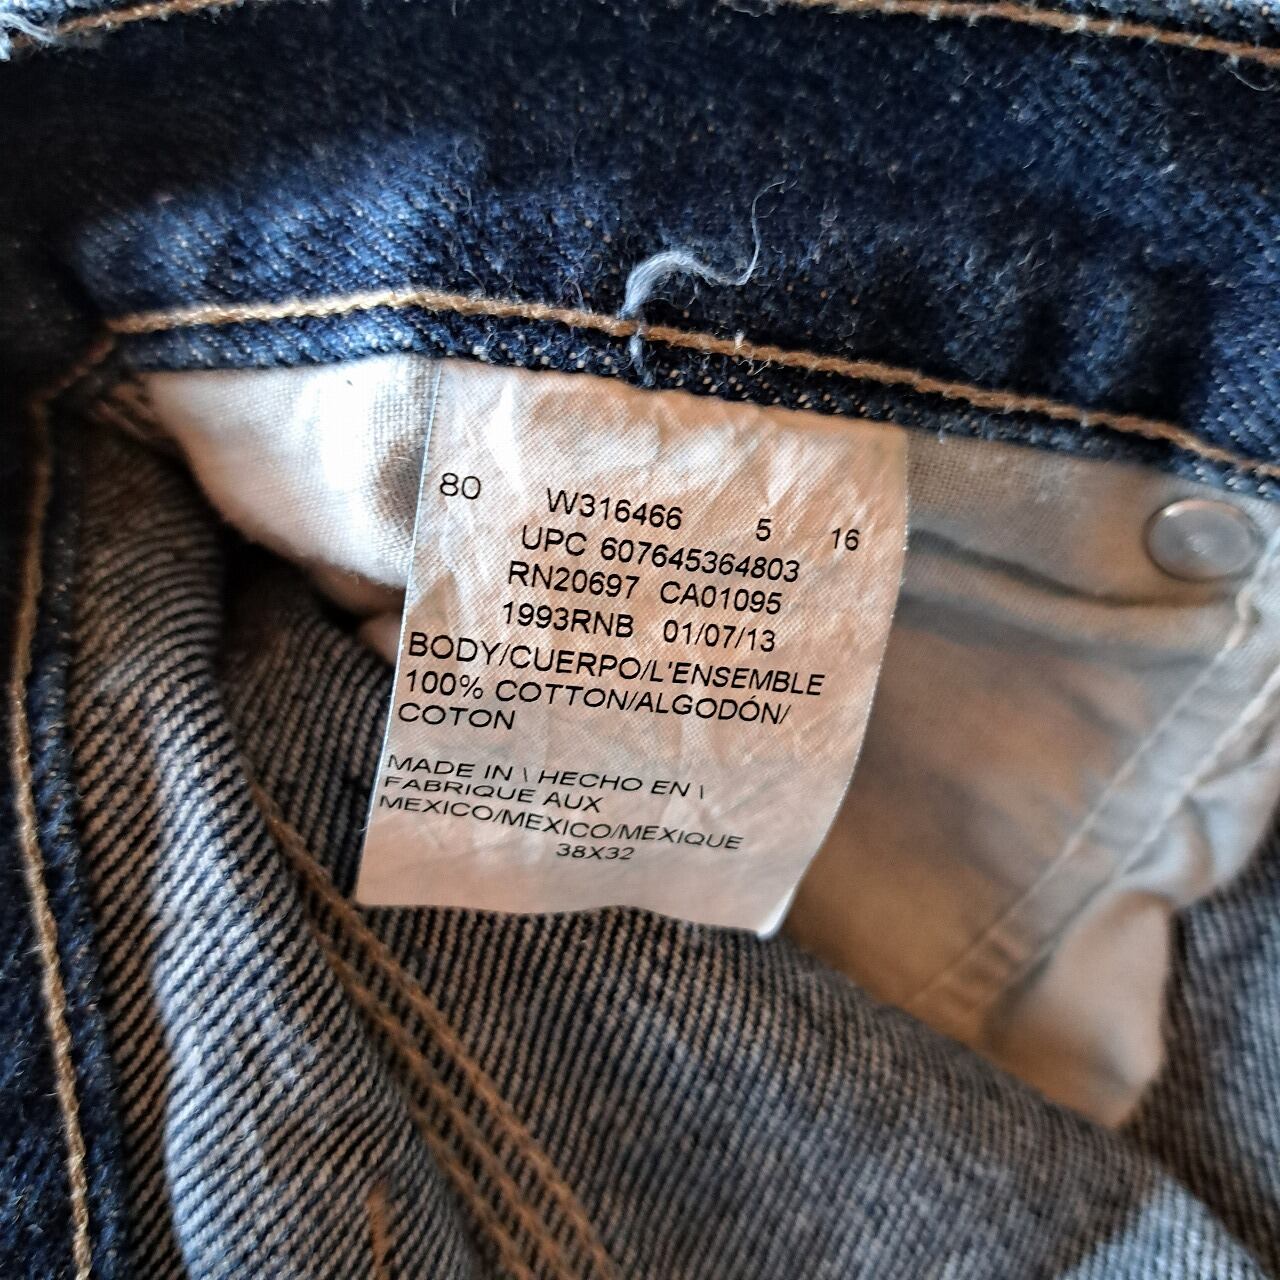 80 W316466 5 16
UPC 607645364803
RN20697 CA01095
1993RNB 01/07/13
BODY/CUERPO/L'ENSEMBLE
100% COTTON/ALGODÓN/
COTON
MADE IN \ HECHO EN \
FABRIQUE AUX
MEXICO/MEXICO/MEXIQUE
38X32